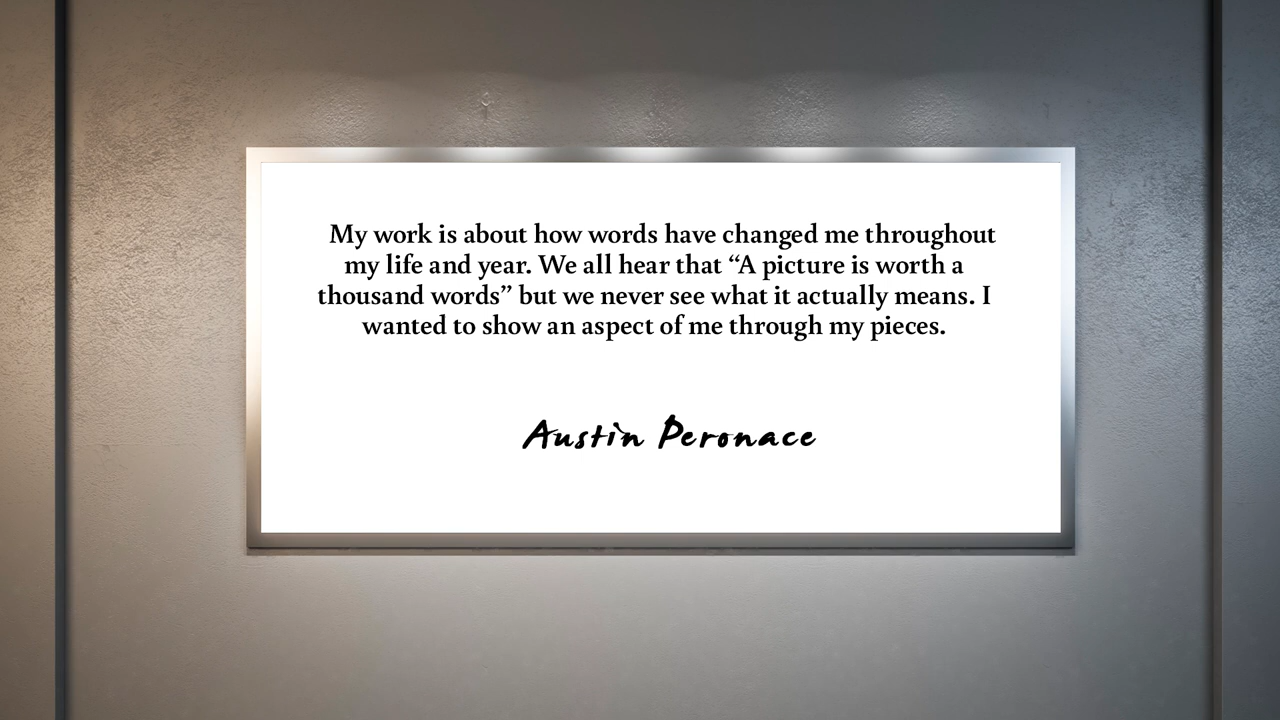 My work is about how words have changed me throughout
my life and year. We all hear that “A picture is worth a
thousand words” but we never see what it actually means. I
wanted to show an aspect of me through my pieces.
Austin Peronace